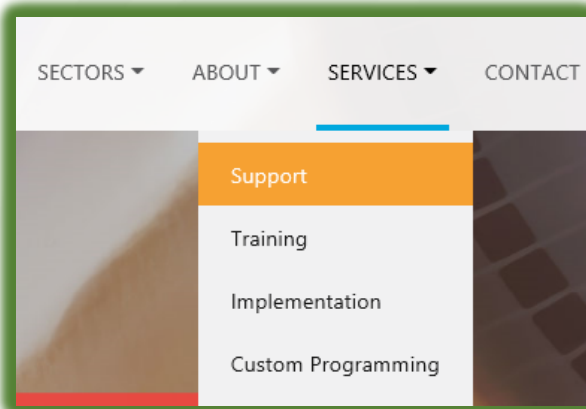 SECTORS ABOUT SERVICES CONTACT
Support
Training
Implementation
Custom Programming